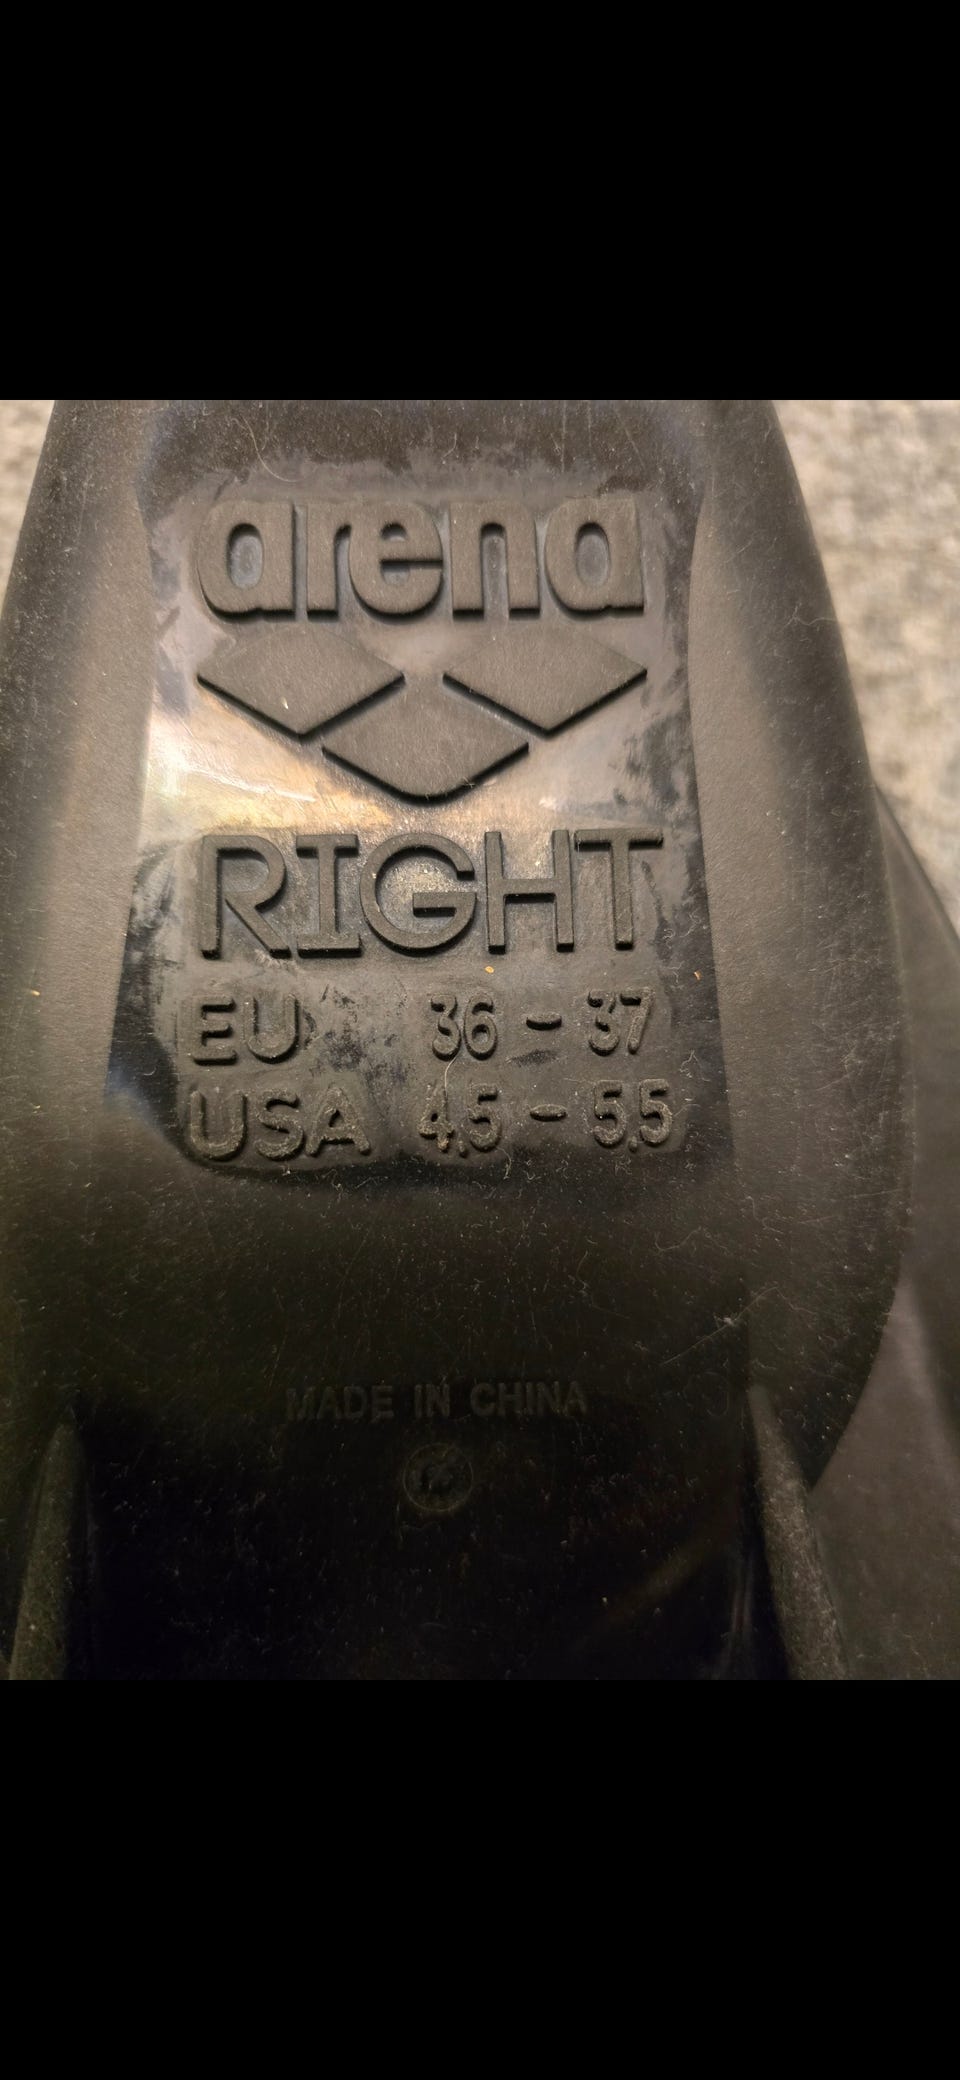 arena
RIGHT
EU 36 - 37
USA 4.5 - 5.5
MADE IN CHINA